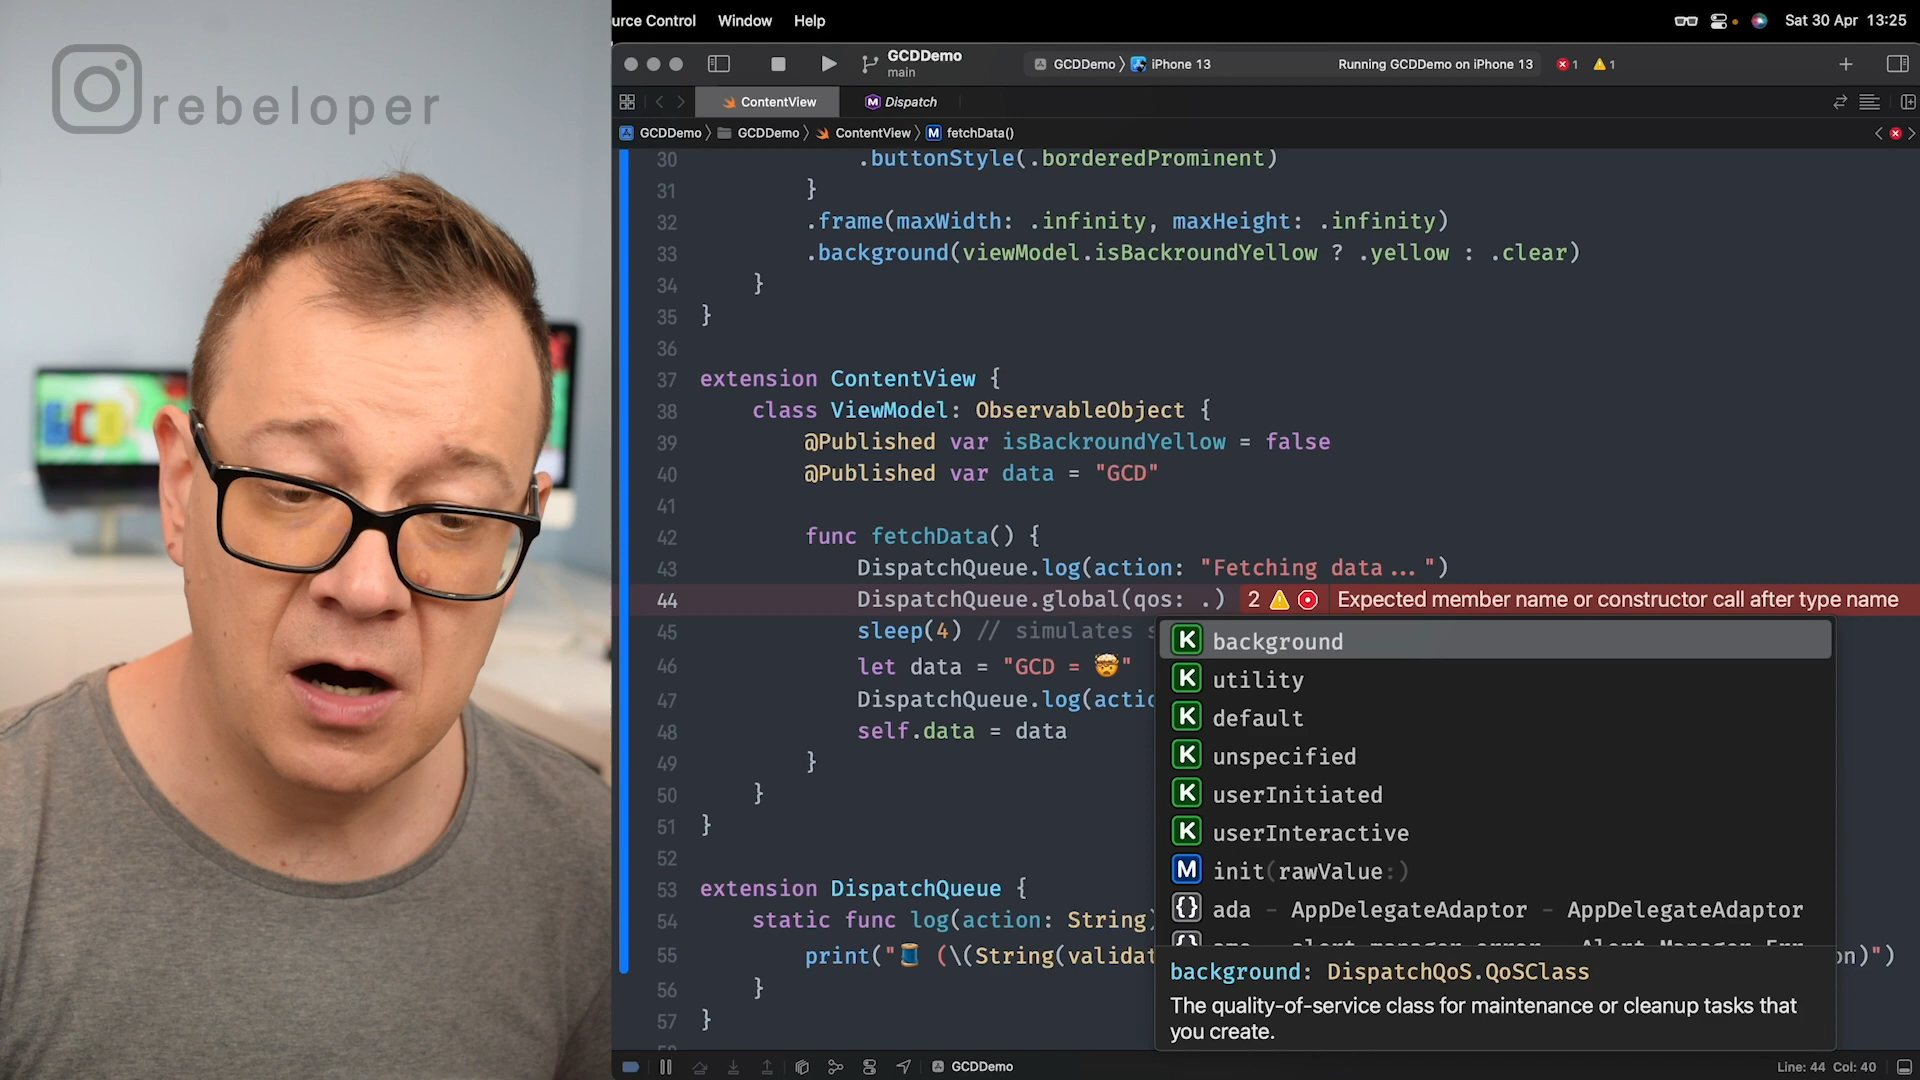 rebeloper
urce Control Window Help
Sat 30 Apr 13:25
GCDDemo
main
GCDDemo 〉 iPhone 13
Running GCDDemo on iPhone 13
1 1
ContentView
Dispatch
GCDDemo 〉 GCDDemo 〉 ContentView 〉 M fetchData()
30 .buttonStyle(.borderedProminent)
31 }
32 .frame(maxWidth: .infinity, maxHeight: .infinity)
33 .background(viewModel.isBackroundYellow ? .yellow : .clear)
34 }
35 }
36
37 extension ContentView {
38 class ViewModel: ObservableObject {
39 @Published var isBackroundYellow = false
40 @Published var data = "GCD"
41
42 func fetchData() {
43 DispatchQueue.log(action: "Fetching data...")
44 DispatchQueue.global(qos: .) 2 Expected member name or constructor call after type name
45 sleep(4) // simulates s
46 let data = "GCD = 🤯"
47 DispatchQueue.log(actio
48 self.data = data
49 }
50 }
51 }
52
53 extension DispatchQueue {
54 static func log(action: String)
55 print("🧵 (\(String(validat on)")
56 }
57 }
K background
K utility
K default
K unspecified
K userInitiated
K userInteractive
M init(rawValue:)
{} ada – AppDelegateAdaptor – AppDelegateAdaptor
background: DispatchQoS.QoSClass
The quality-of-service class for maintenance or cleanup tasks that
you create.
GCDDemo
Line: 44 Col: 40
GCD